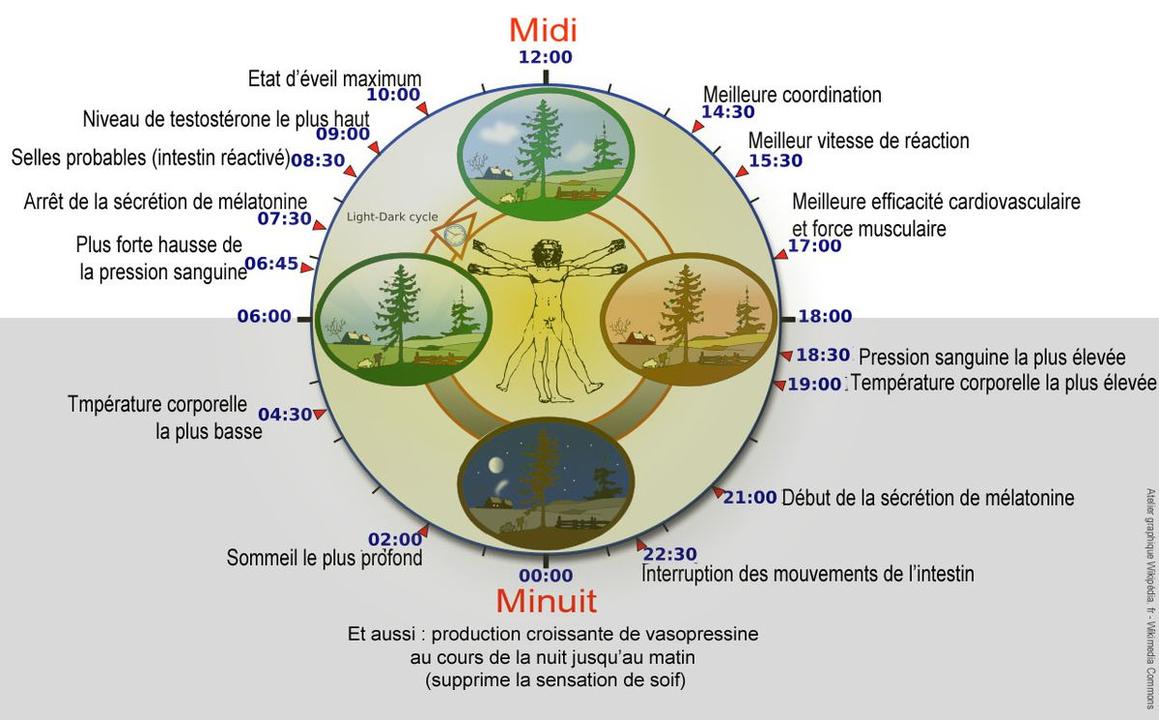 Midi
12:00
Etat d'éveil maximum
10:00
Niveau de testostérone le plus haut
09:00
Selles probables (intestin réactivé) 08:30
Arrêt de la sécrétion de mélatonine
07:30
Plus forte hausse de
la pression sanguine 06:45
06:00
Tmpérature corporelle
04:30
la plus basse
02:00
Sommeil le plus profond
Light-Dark cycle
Meilleure coordination
14:30
Meilleur vitesse de réaction
15:30
Meilleure efficacité cardiovasculaire
et force musculaire
17:00
18:00
18:30 Pression sanguine la plus élevée
19:00 Température corporelle la plus élevée
21:00 Début de la sécrétion de mélatonine
22:30
Interruption des mouvements de l'intestin
00:00
Minuit
Et aussi : production croissante de vasopressine
au cours de la nuit jusqu'au matin
(supprime la sensation de soif)
Atelier graphique Wikipédia. fr - Wikimedia Commons